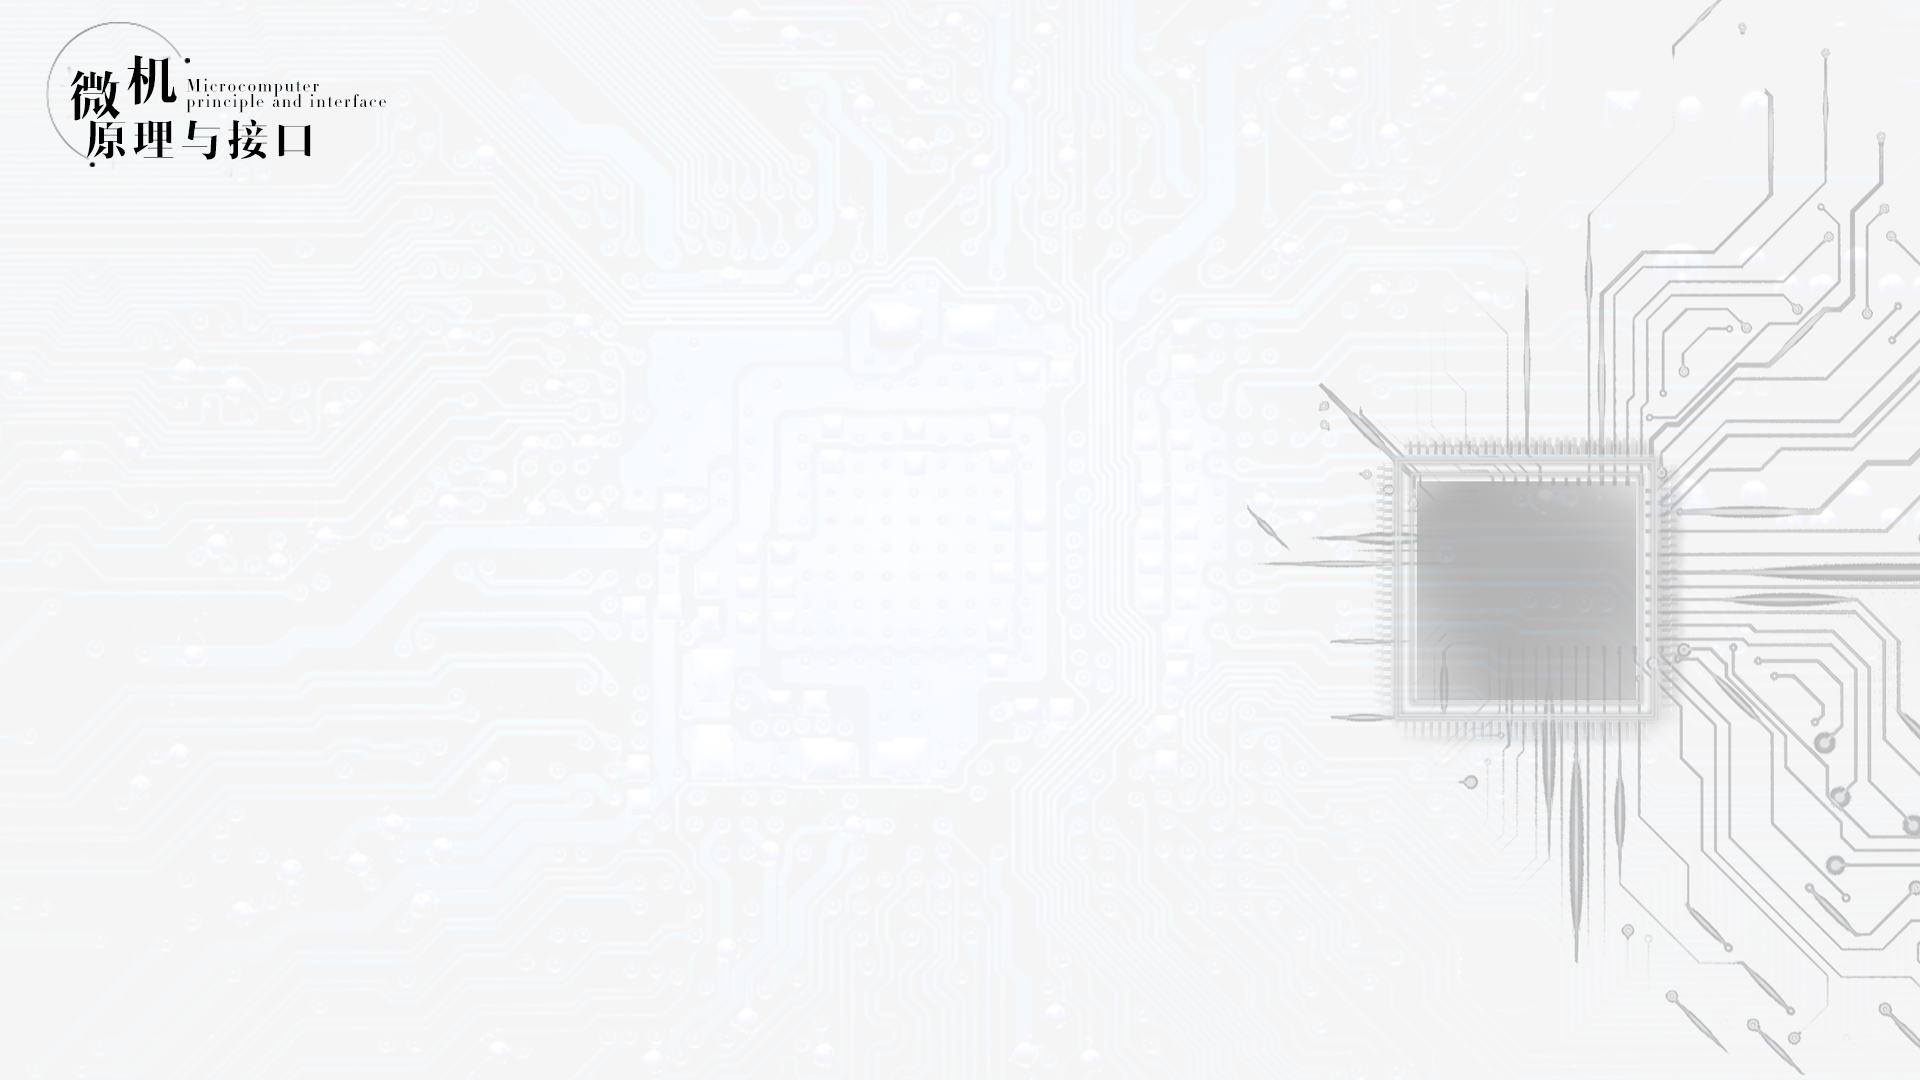 微机
Microcomputer
principle and interface
原理与接口